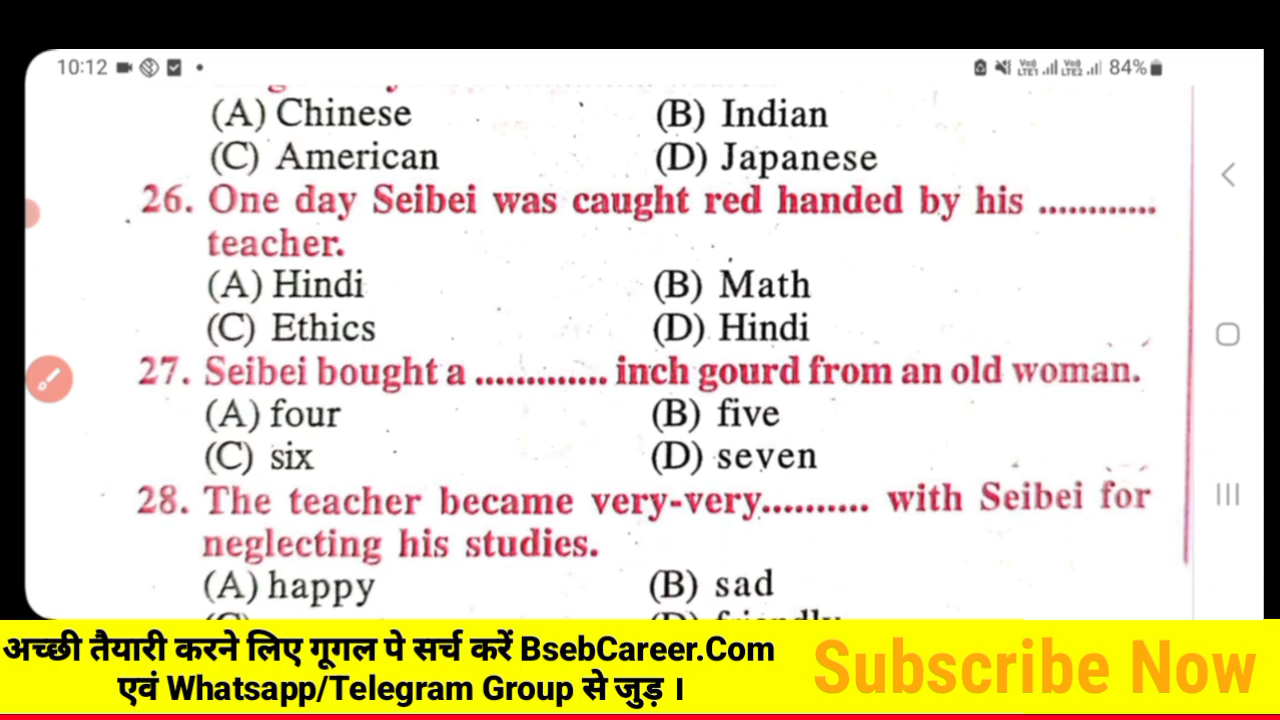 10:12
84%
(A) Chinese (B) Indian
(C) American (D) Japanese
26. One day Seibei was caught red handed by his ............
teacher.
(A) Hindi (B) Math
(C) Ethics (D) Hindi
27. Seibei bought a ............. inch gourd from an old woman.
(A) four (B) five
(C) six (D) seven
28. The teacher became very-very.......... with Seibei for
neglecting his studies.
(A) happy (B) sad
अच्छी तैयारी करने लिए गूगल पे सर्च करें BsebCareer.Com
एवं Whatsapp/Telegram Group से जुड़ ।
Subscribe Now